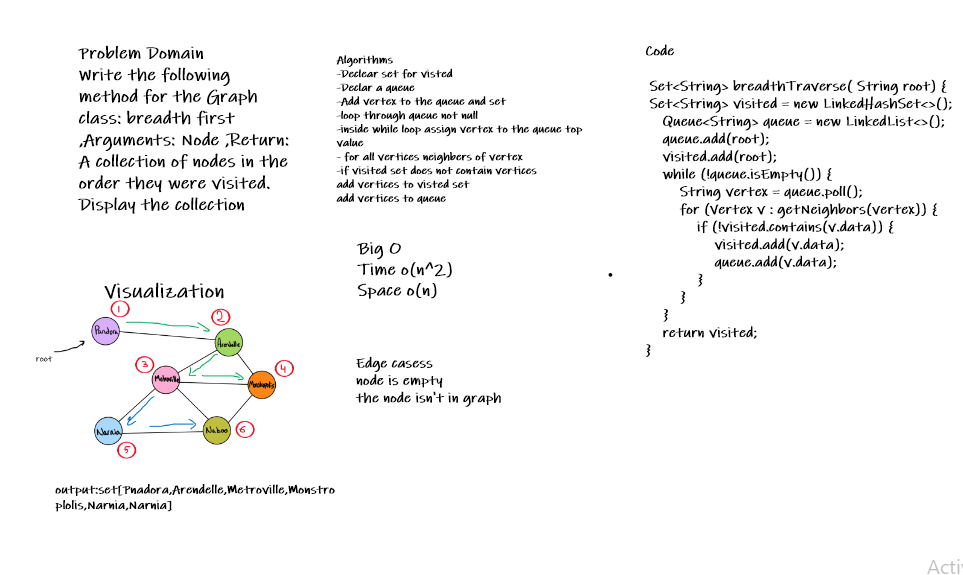 Problem Domain
Write the following
method for the Graph
class: breadth first
,Arguments: Node ,Return:
A collection of nodes in the
order they were visited.
Display the collection
Algorithms
-Declear set for visted
-Declar a queue
-Add vertex to the queue and set
-loop through queue not null
-inside while loop assign vertex to the queue top
value
- for all vertices neighbers of vertex
-if visited set does not contain vertices
add vertices to visted set
add vertices to queue
Big O
Time o(n^2)
Space o(n)
Edge casess
node is empty
the node isn't in graph
Visualization
1
2
Pandora
Arendelle
root
3
4
Metroville
Monstropolis
Narnia
Naboo
6
5
output:set[Pnadora,Arendelle,Metroville,Monstro
plolis,Narnia,Narnia]
Code
Set<String> breadthTraverse( String root) {
Set<String> visited = new LinkedHashSet<>();
Queue<String> queue = new LinkedList<>();
queue.add(root);
visited.add(root);
while (!queue.isEmpty()) {
String vertex = queue.poll();
for (Vertex v : getNeighbors(vertex)) {
if (!visited.contains(v.data)) {
visited.add(v.data);
queue.add(v.data);
}
}
}
return visited;
}
Activ